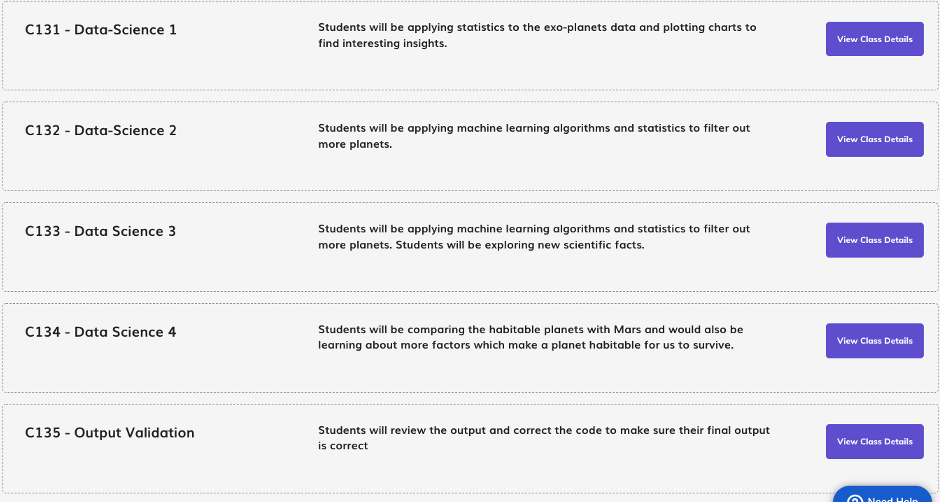 C131 - Data-Science 1
Students will be applying statistics to the exo-planets data and plotting charts to
find interesting insights.
View Class Details
C132 - Data-Science 2
Students will be applying machine learning algorithms and statistics to filter out
more planets.
View Class Details
C133 - Data Science 3
Students will be applying machine learning algorithms and statistics to filter out
more planets. Students will be exploring new scientific facts.
View Class Details
C134 - Data Science 4
Students will be comparing the habitable planets with Mars and would also be
learning about more factors which make a planet habitable for us to survive.
View Class Details
C135 - Output Validation
Students will review the output and correct the code to make sure their final output
is correct
View Class Details
Need Help